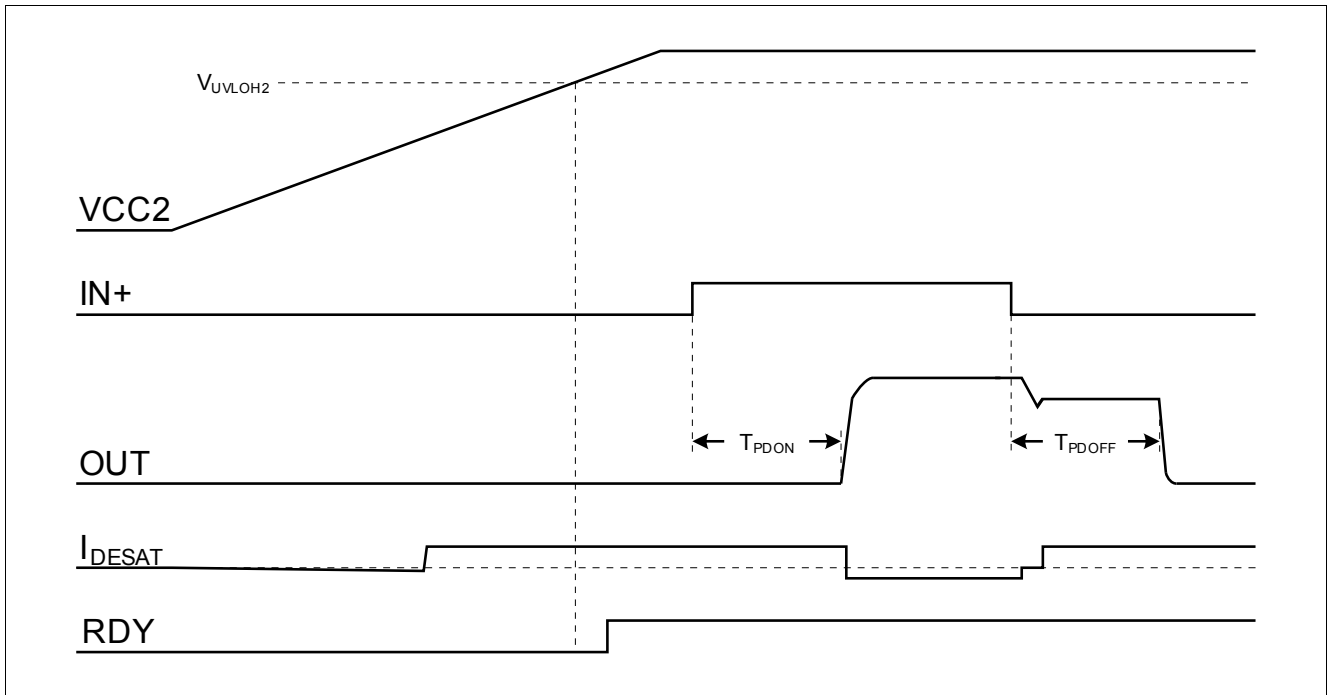 VUVLOH2
VCC2
IN+
TPDON
TPDOFF
OUT
IDESAT
RDY